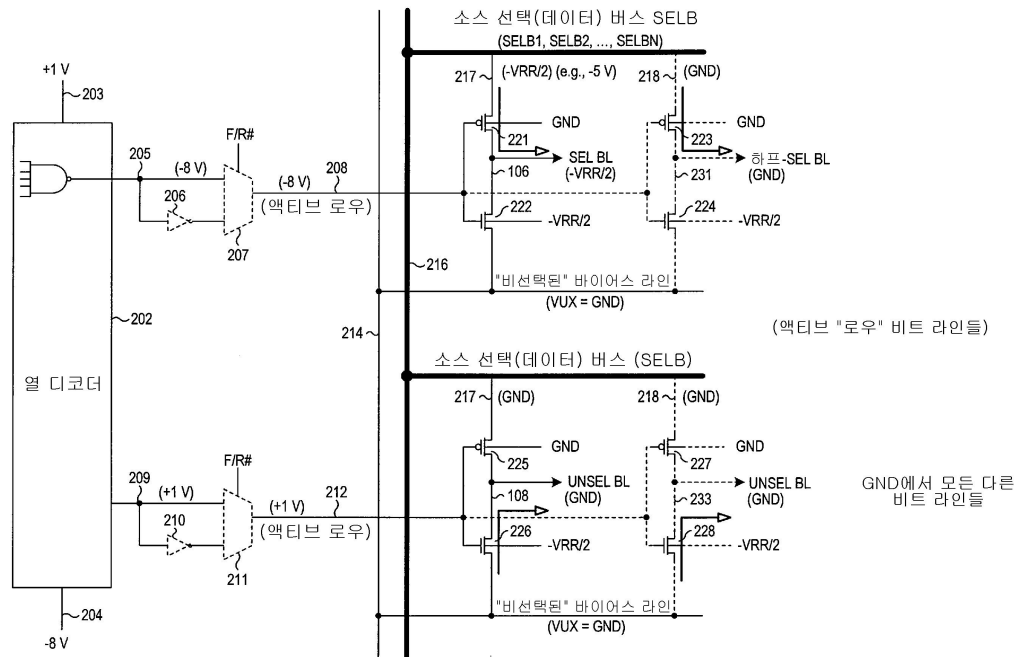 소스 선택(데이터) 버스 SELB
(SELB1, SELB2, ..., SELBN)
+1 V
203
217
(-VRR/2) (e.g., -5 V)
218
(GND)
F/R#
GND
GND
221
223
205
(-8 V)
(-8 V)
208
SEL BL
(-VRR/2)
하프-SEL BL
(GND)
106
231
206
(액티브 로우)
222
-VRR/2
224
-VRR/2
207
216
"비선택된" 바이어스 라인
(VUX = GND)
202
214
(액티브 "로우" 비트 라인들)
소스 선택(데이터) 버스 (SELB)
열 디코더
217
(GND)
218
(GND)
F/R#
GND
GND
225
227
209
(+1 V)
(+1 V)
212
UNSEL BL
(GND)
UNSEL BL
(GND)
GND에서 모든 다른
비트 라인들
108
233
210
(액티브 로우)
226
-VRR/2
228
-VRR/2
211
204
"비선택된" 바이어스 라인
(VUX = GND)
-8 V